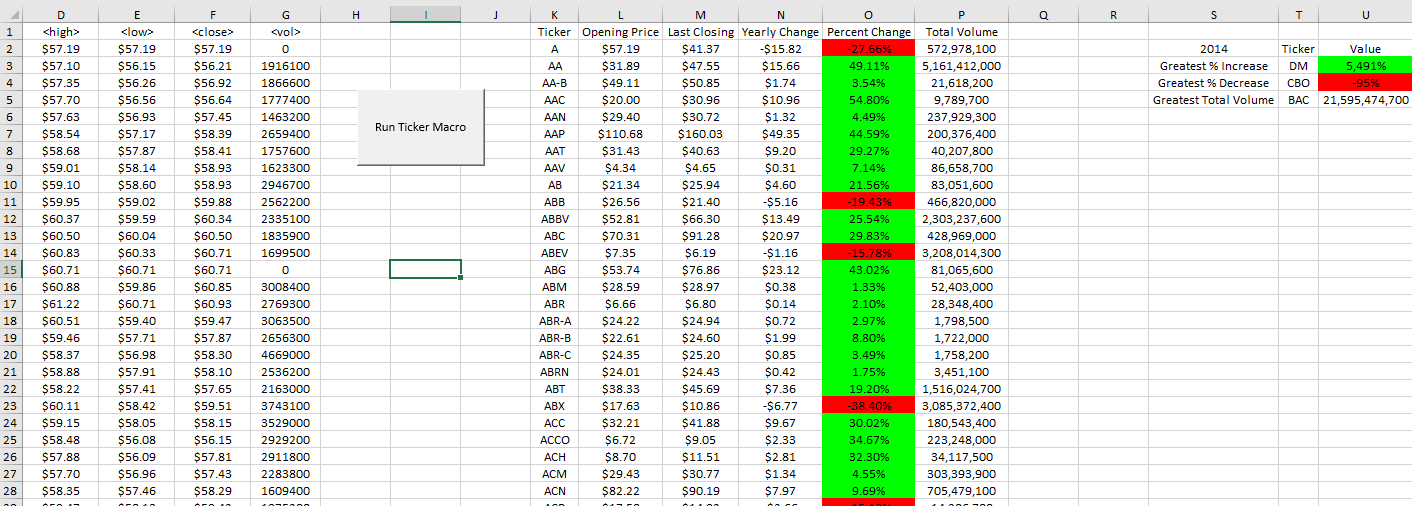 D E F G H I J K L M N O P Q R S T U
1 <high> <low> <close> <vol> Ticker Opening Price Last Closing Yearly Change Percent Change Total Volume
2 $57.19 $57.19 $57.19 0 A $57.19 $41.37 -$15.82 -27.66% 572,978,100 2014 Ticker Value
3 $57.10 $56.15 $56.21 1916100 AA $31.89 $47.55 $15.66 49.11% 5,161,412,000 Greatest % Increase DM 5,491%
4 $57.35 $56.26 $56.92 1866600 AA-B $49.11 $50.85 $1.74 3.54% 21,618,200 Greatest % Decrease CBO -95%
5 $57.70 $56.56 $56.64 1777400 AAC $20.00 $30.96 $10.96 54.80% 9,789,700 Greatest Total Volume BAC 21,595,474,700
6 $57.63 $56.93 $57.45 1463200 AAN $29.40 $30.72 $1.32 4.49% 237,929,300
7 $58.54 $57.17 $58.39 2659400 Run Ticker Macro AAP $110.68 $160.03 $49.35 44.59% 200,376,400
8 $58.68 $57.87 $58.41 1757600 AAT $31.43 $40.63 $9.20 29.27% 40,207,800
9 $59.01 $58.14 $58.93 1623300 AAV $4.34 $4.65 $0.31 7.14% 86,658,700
10 $59.10 $58.60 $58.93 2946700 AB $21.34 $25.94 $4.60 21.56% 83,051,600
11 $59.95 $59.02 $59.88 2562200 ABB $26.56 $21.40 -$5.16 -19.43% 466,820,000
12 $60.37 $59.59 $60.34 2335100 ABBV $52.81 $66.30 $13.49 25.54% 2,303,237,600
13 $60.50 $60.04 $60.50 1835900 ABC $70.31 $91.28 $20.97 29.83% 428,969,000
14 $60.83 $60.33 $60.71 1699500 ABEV $7.35 $6.19 -$1.16 -15.78% 3,208,014,300
15 $60.71 $60.71 $60.71 0 ABG $53.74 $76.86 $23.12 43.02% 81,065,600
16 $60.88 $59.86 $60.85 3008400 ABM $28.59 $28.97 $0.38 1.33% 52,403,000
17 $61.22 $60.71 $60.93 2769300 ABR $6.66 $6.80 $0.14 2.10% 28,348,400
18 $60.51 $59.40 $59.47 3063500 ABR-A $24.22 $24.94 $0.72 2.97% 1,798,500
19 $59.46 $57.71 $57.87 2656300 ABR-B $22.61 $24.60 $1.99 8.80% 1,722,000
20 $58.37 $56.98 $58.30 4669000 ABR-C $24.35 $25.20 $0.85 3.49% 1,758,200
21 $58.88 $57.91 $58.10 2536200 ABRN $24.01 $24.43 $0.42 1.75% 3,451,100
22 $58.22 $57.41 $57.65 2163000 ABT $38.33 $45.69 $7.36 19.20% 1,516,024,700
23 $60.11 $58.42 $59.51 3743100 ABX $17.63 $10.86 -$6.77 -38.40% 3,085,372,400
24 $59.15 $58.05 $58.15 3529000 ACC $32.21 $41.88 $9.67 30.02% 180,543,400
25 $58.48 $56.08 $56.15 2929200 ACCO $6.72 $9.05 $2.33 34.67% 223,248,000
26 $57.88 $56.09 $57.81 2911800 ACH $8.70 $11.51 $2.81 32.30% 34,117,500
27 $57.70 $56.96 $57.43 2283800 ACM $29.43 $30.77 $1.34 4.55% 303,393,900
28 $58.35 $57.46 $58.29 1609400 ACN $82.22 $90.19 $7.97 9.69% 705,479,100